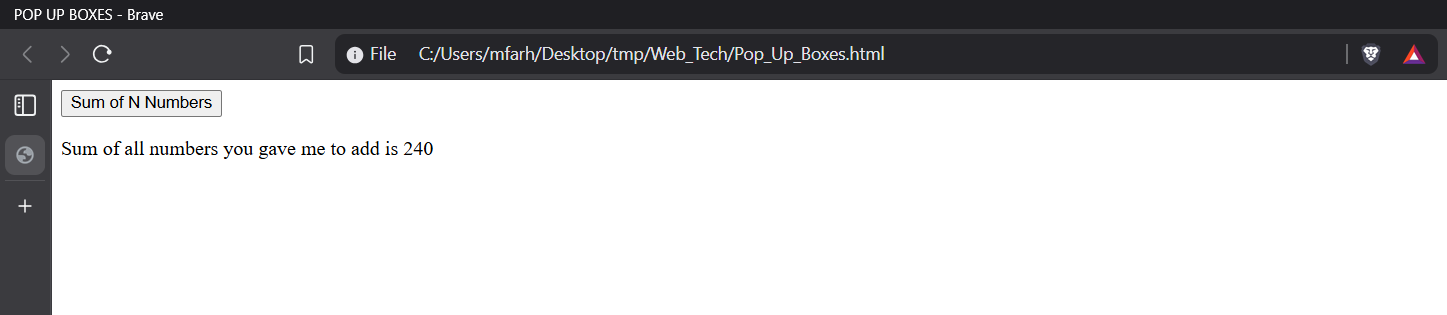 POP UP BOXES - Brave
File C:/Users/mfarh/Desktop/tmp/Web_Tech/Pop_Up_Boxes.html
Sum of N Numbers
Sum of all numbers you gave me to add is 240